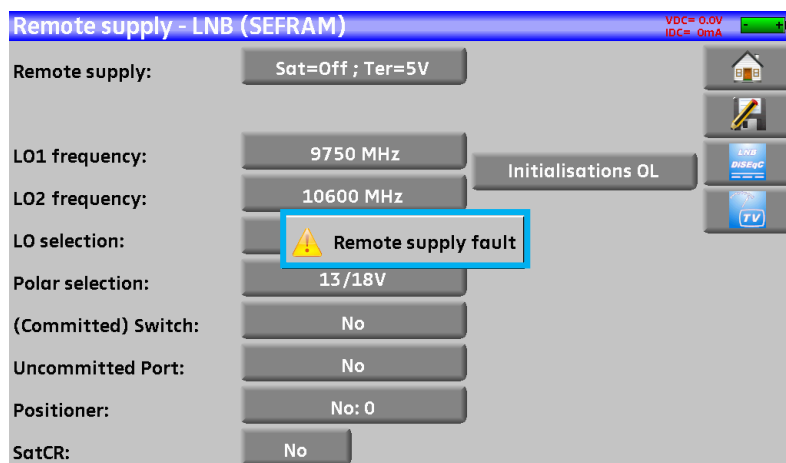 Remote supply - LNB (SEFRAM)
VDC= 0.0V
IDC= 0mA
- +
Remote supply:
Sat=Off ; Ter=5V
LO1 frequency:
9750 MHz
Initialisations OL
LNB
DiSEqC
LO2 frequency:
10600 MHz
TV
LO selection:
Remote supply fault
Polar selection:
13/18V
(Committed) Switch:
No
Uncommitted Port:
No
Positioner:
No: 0
SatCR:
No